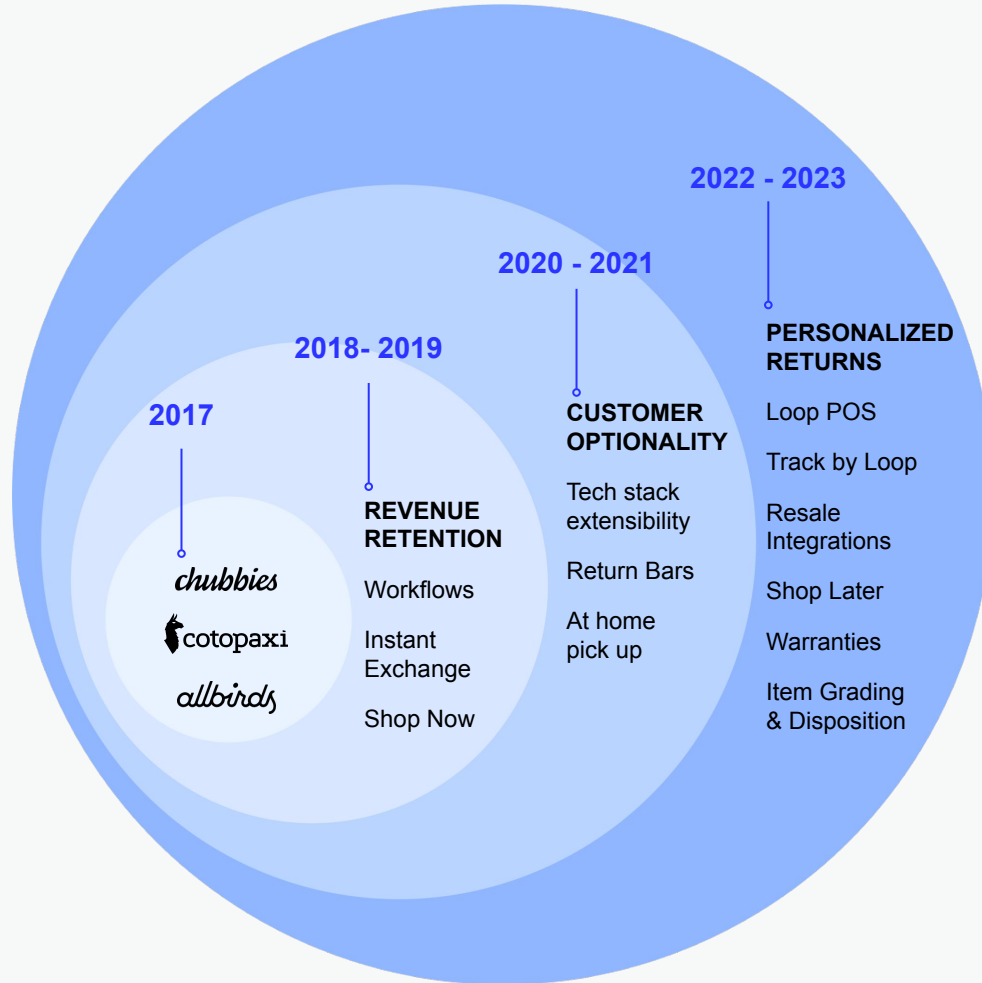 2017
chubbies
cotopaxi
allbirds
2018- 2019
REVENUE
RETENTION
Workflows
Instant
Exchange
Shop Now
2020 - 2021
CUSTOMER
OPTIONALITY
Tech stack
extensibility
Return Bars
At home
pick up
2022 - 2023
PERSONALIZED
RETURNS
Loop POS
Track by Loop
Resale
Integrations
Shop Later
Warranties
Item Grading
& Disposition